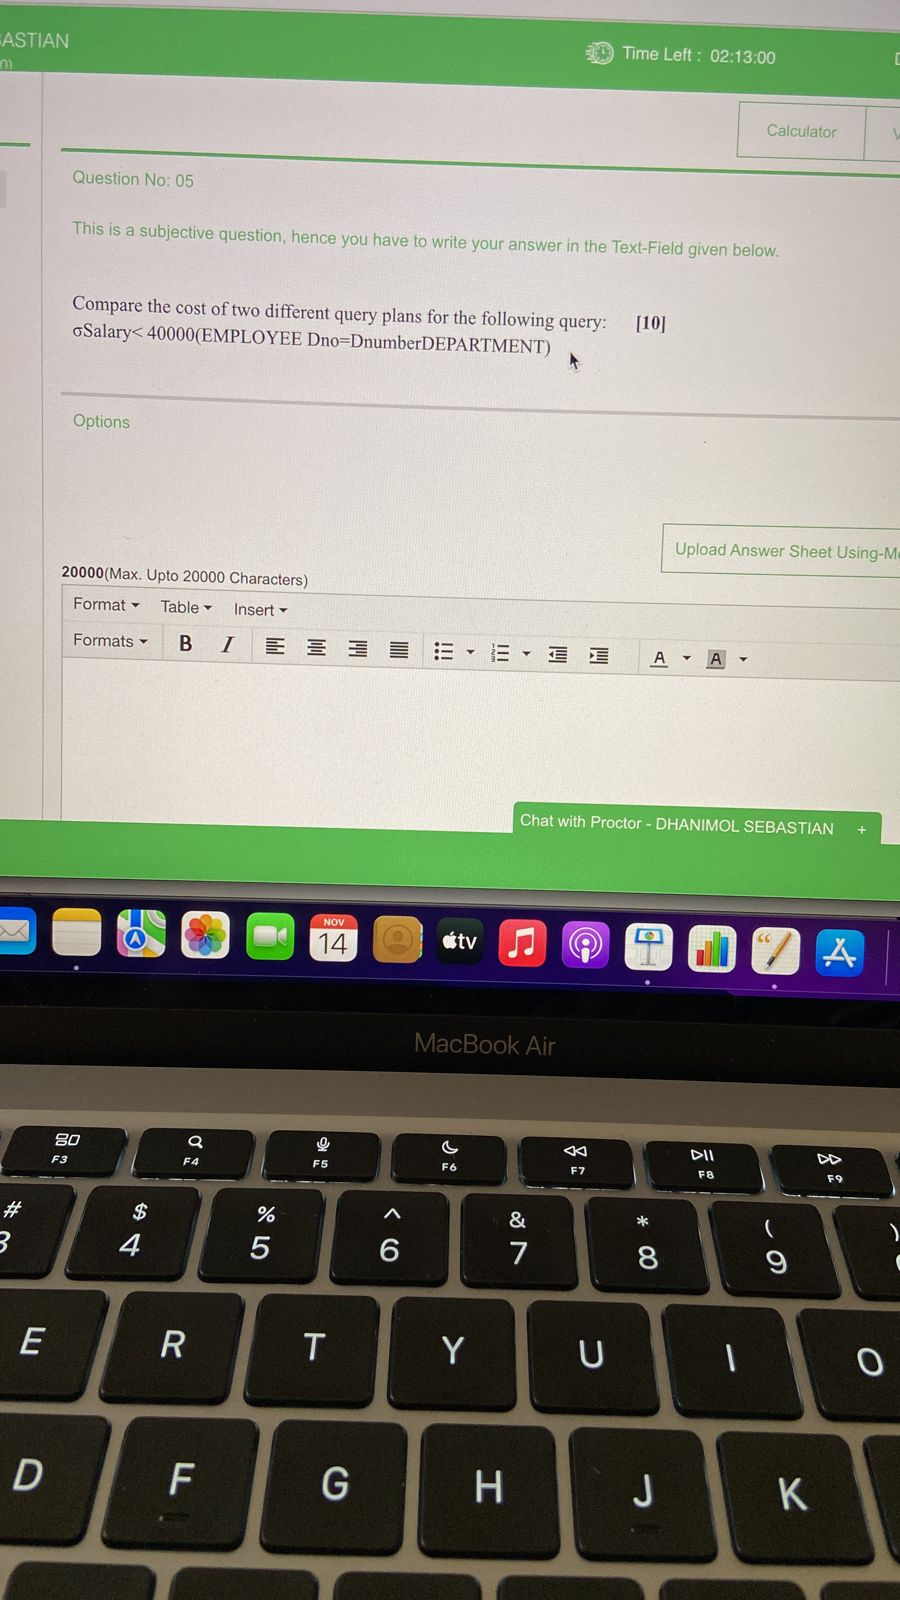 ASTIAN
m
Time Left : 02:13:00
Calculator
Question No: 05
This is a subjective question, hence you have to write your answer in the Text-Field given below.
Compare the cost of two different query plans for the following query: [10]
σSalary< 40000(EMPLOYEE Dno=DnumberDEPARTMENT)
Options
Upload Answer Sheet Using-M
20000(Max. Upto 20000 Characters)
Format Table Insert
Formats B I A A
Chat with Proctor - DHANIMOL SEBASTIAN +
NOV
14
tv
MacBook Air
F3 F4 F5 F6 F7 F8 F9
# $ % ^ & * ( )
3 4 5 6 7 8 9
E R T Y U I O
D F G H J K